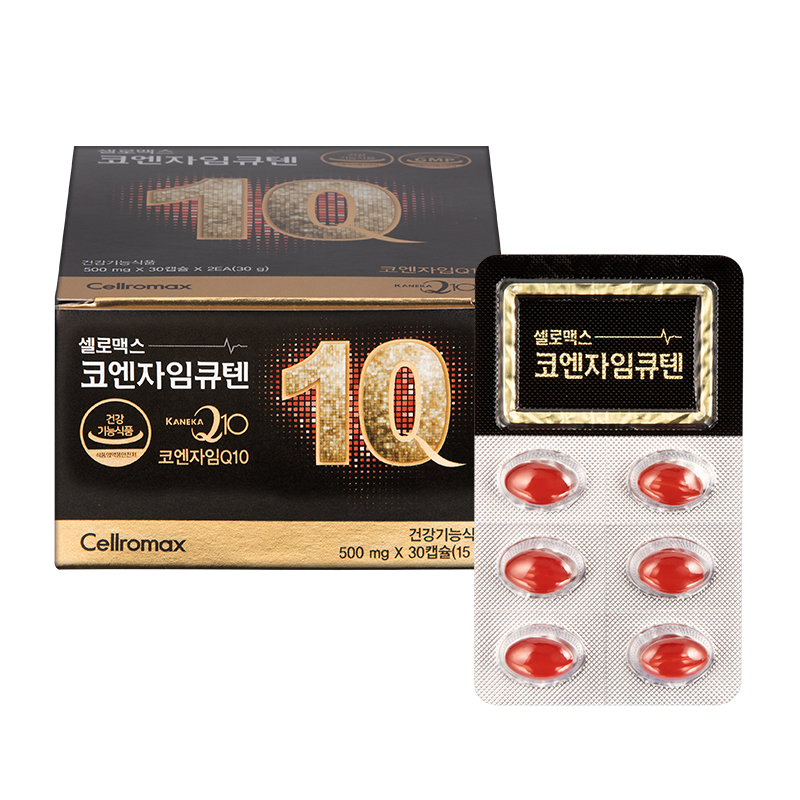 셀로맥스
코엔자임큐텐
GMP
1Q
건강기능식품
500 mg X 30캡슐 X 2EA(30 g)
코엔자임Q10
Cellromax
KANEKA Q10
셀로맥스
코엔자임큐텐
1Q
건강
기능식품
식품의약품안전처
KANEKA Q10
코엔자임Q10
Cellromax
건강기능식
500 mg X 30캡슐(15
셀로맥스
코엔자임큐텐